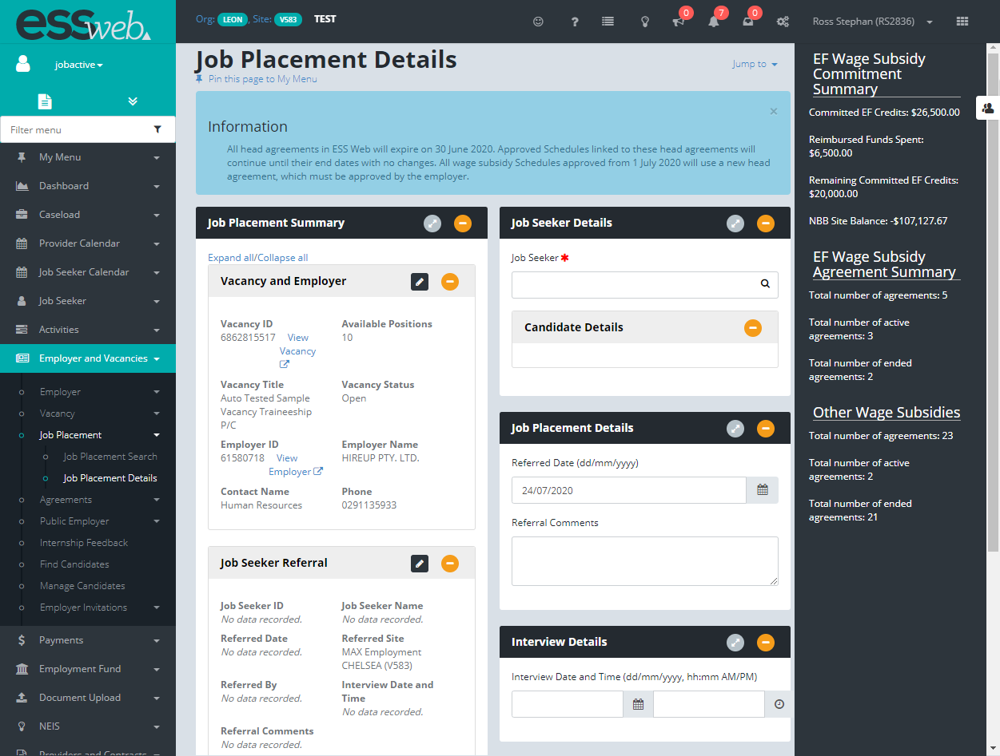 essweb
Org: LEON, Site: V583 TEST
0
7
0
Ross Stephan (RS2836)
jobactive
Filter menu
My Menu
Dashboard
Caseload
Provider Calendar
Job Seeker Calendar
Job Seeker
Activities
Employer and Vacancies
Employer
Vacancy
Job Placement
Job Placement Search
Job Placement Details
Agreements
Public Employer
Internship Feedback
Find Candidates
Manage Candidates
Employer Invitations
Payments
Employment Fund
Document Upload
NEIS
Providers and Contracts
Job Placement Details
Jump to
Pin this page to My Menu
×
Information
All head agreements in ESS Web will expire on 30 June 2020. Approved Schedules linked to these head agreements will
continue until their end dates with no changes. All wage subsidy Schedules approved from 1 July 2020 will use a new head
agreement, which must be approved by the employer.
Job Placement Summary
Expand all/Collapse all
Vacancy and Employer
Vacancy ID Available Positions
6862815517 View 10
Vacancy
Vacancy Title Vacancy Status
Auto Tested Sample Open
Vacancy Traineeship
P/C
Employer ID Employer Name
61580718 View HIREUP PTY. LTD.
Employer
Contact Name Phone
Human Resources 0291135933
Job Seeker Referral
Job Seeker ID Job Seeker Name
No data recorded. No data recorded.
Referred Date Referred Site
No data recorded. MAX Employment
CHELSEA (V583)
Referred By Interview Date and
No data recorded. Time
No data recorded.
Referral Comments
No data recorded.
Job Seeker Details
Job Seeker ✱
Candidate Details
Job Placement Details
Referred Date (dd/mm/yyyy)
24/07/2020
Referral Comments
Interview Details
Interview Date and Time (dd/mm/yyyy, hh:mm AM/PM)
EF Wage Subsidy
Commitment
Summary
Committed EF Credits: $26,500.00
Reimbursed Funds Spent:
$6,500.00
Remaining Committed EF Credits:
$20,000.00
NBB Site Balance: -$107,127.67
EF Wage Subsidy
Agreement Summary
Total number of agreements: 5
Total number of active
agreements: 3
Total number of ended
agreements: 2
Other Wage Subsidies
Total number of agreements: 23
Total number of active
agreements: 2
Total number of ended
agreements: 21